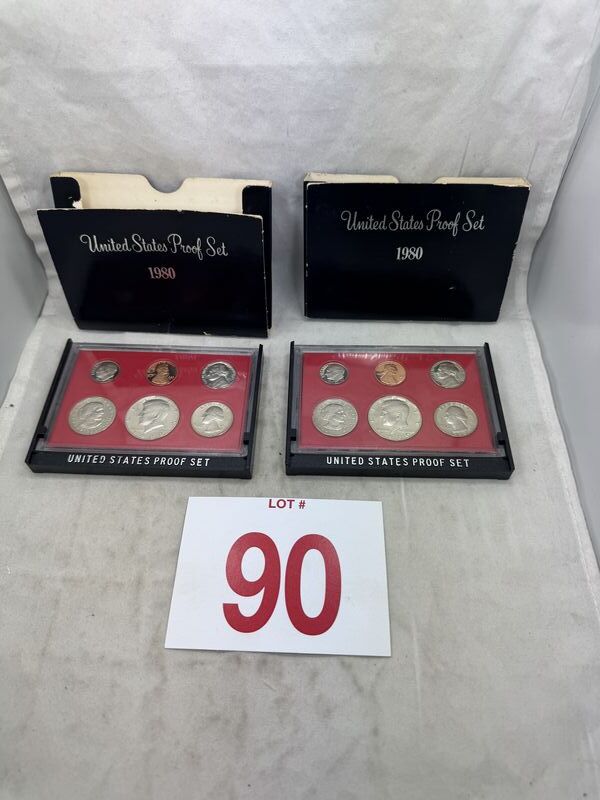 United States Proof Set
1980
United States Proof Set
1980
UNITED STATES PROOF SET
UNITED STATES PROOF SET
LOT #
90